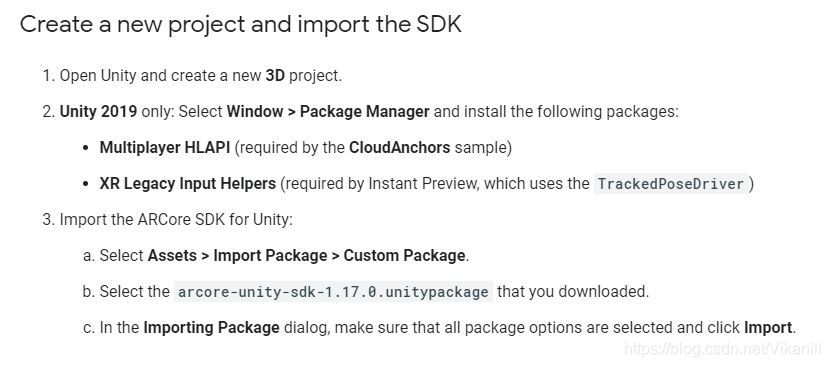 Create a new project and import the SDK
1. Open Unity and create a new 3D project.
2. Unity 2019 only: Select Window > Package Manager and install the following packages:
• Multiplayer HLAPI (required by the CloudAnchors sample)
• XR Legacy Input Helpers (required by Instant Preview, which uses the TrackedPoseDriver )
3. Import the ARCore SDK for Unity:
a. Select Assets > Import Package > Custom Package.
b. Select the arcore-unity-sdk-1.17.0.unitypackage that you downloaded.
c. In the Importing Package dialog, make sure that all package options are selected and click Import.
https://blog.csdn.net/Vikanill